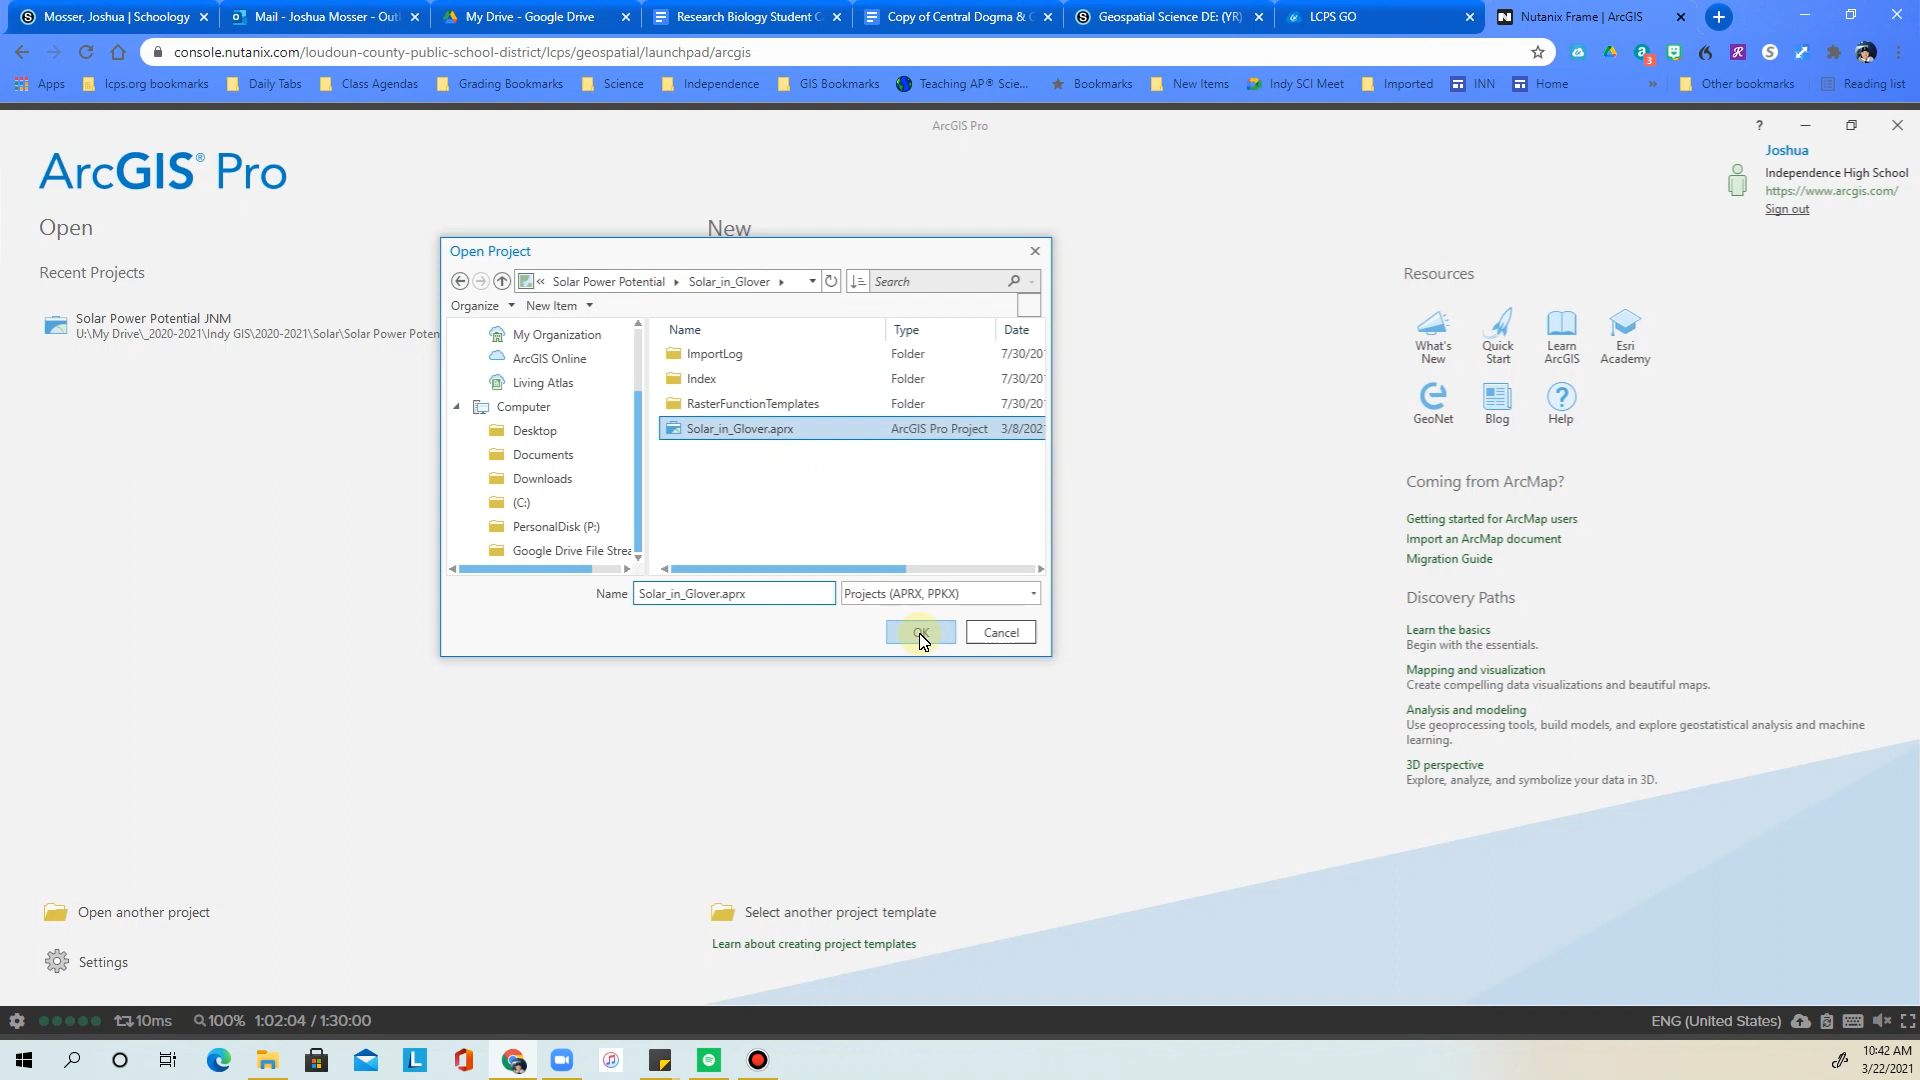 Mosser, Joshua | Schoology
Mail - Joshua Mosser - Out
My Drive - Google Drive
Research Biology Student C
Copy of Central Dogma & 
Geospatial Science DE: (YR)
LCPS GO
Nutanix Frame | ArcGIS
console.nutanix.com/loudoun-county-public-school-district/lcps/geospatial/launchpad/arcgis
3
Apps
lcps.org bookmarks
Daily Tabs
Class Agendas
Grading Bookmarks
Science
Independence
GIS Bookmarks
Teaching AP® Scie...
Bookmarks
New Items
Indy SCI Meet
Imported
INN
Home
»
Other bookmarks
Reading list
ArcGIS Pro
?
ArcGIS® Pro
Joshua
Independence High School
https://www.arcgis.com/
Sign out
Open
New
Recent Projects
Solar Power Potential JNM
U:\My Drive\_2020-2021\Indy GIS\2020-2021\Solar\Solar Power Poten
Open Project
« Solar Power Potential ▸ Solar_in_Glover ▸
Search
Organize
New Item
My Organization
ArcGIS Online
Living Atlas
Computer
Desktop
Documents
Downloads
(C:)
PersonalDisk (P:)
Google Drive File Strea
Name Type Date
ImportLog Folder 7/30/20
Index Folder 7/30/20
RasterFunctionTemplates Folder 7/30/20
Solar_in_Glover.aprx ArcGIS Pro Project 3/8/202
Name Solar_in_Glover.aprx Projects (APRX, PPKX)
OK Cancel
Resources
What's New
Quick Start
Learn ArcGIS
Esri Academy
GeoNet
Blog
Help
Coming from ArcMap?
Getting started for ArcMap users
Import an ArcMap document
Migration Guide
Discovery Paths
Learn the basics
Begin with the essentials.
Mapping and visualization
Create compelling data visualizations and beautiful maps.
Analysis and modeling
Use geoprocessing tools, build models, and explore geostatistical analysis and machine
learning.
3D perspective
Explore, analyze, and symbolize your data in 3D.
Open another project
Settings
Select another project template
Learn about creating project templates
10ms
100%
1:02:04 / 1:30:00
ENG (United States)
10:42 AM
3/22/2021